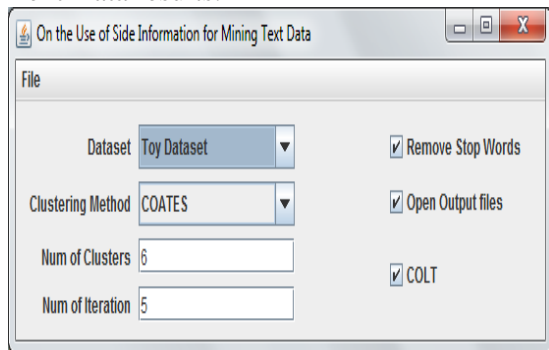 On the Use of Side Information for Mining Text Data
File
Dataset Toy Dataset
Remove Stop Words
Clustering Method COATES
Open Output files
Num of Clusters 6
COLT
Num of Iteration 5